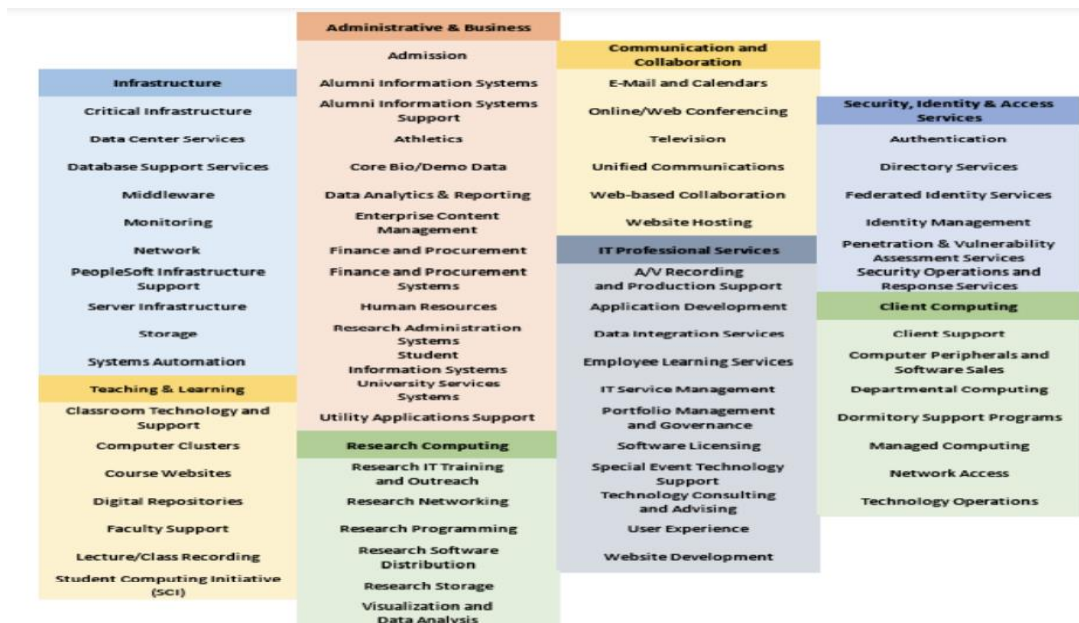 Infrastructure
Critical Infrastructure
Data Center Services
Database Support Services
Middleware
Monitoring
Network
PeopleSoft Infrastructure
Support
Server Infrastructure
Storage
Systems Automation
Teaching & Learning
Classroom Technology and
Support
Computer Clusters
Course Websites
Digital Repositories
Faculty Support
Lecture/Class Recording
Student Computing Initiative
(SCI)
Administrative & Business
Admission
Alumni Information Systems
Alumni Information Systems
Support
Athletics
Core Bio/Demo Data
Data Analytics & Reporting
Enterprise Content
Management
Finance and Procurement
Finance and Procurement
Systems
Human Resources
Research Administration
Systems
Student
Information Systems
University Services
Systems
Utility Applications Support
Research Computing
Research IT Training
and Outreach
Research Networking
Research Programming
Research Software
Distribution
Research Storage
Visualization and
Data Analysis
Communication and
Collaboration
E-Mail and Calendars
Online/Web Conferencing
Television
Unified Communications
Web-based Collaboration
Website Hosting
IT Professional Services
A/V Recording
and Production Support
Application Development
Data Integration Services
Employee Learning Services
IT Service Management
Portfolio Management
and Governance
Software Licensing
Special Event Technology
Support
Technology Consulting
and Advising
User Experience
Website Development
Security, Identity & Access
Services
Authentication
Directory Services
Federated Identity Services
Identity Management
Penetration & Vulnerability
Assessment Services
Security Operations and
Response Services
Client Computing
Client Support
Computer Peripherals and
Software Sales
Departmental Computing
Dormitory Support Programs
Managed Computing
Network Access
Technology Operations